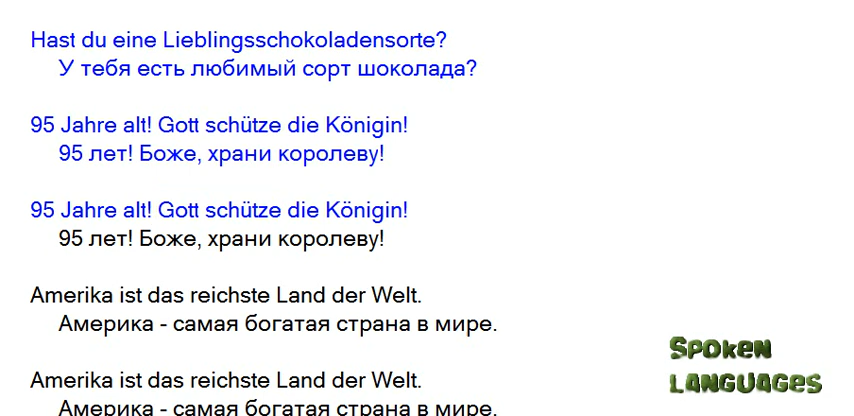 Hast du eine Lieblingsschokoladensorte?
У тебя есть любимый сорт шоколада?
95 Jahre alt! Gott schütze die Königin!
95 лет! Боже, храни королеву!
95 Jahre alt! Gott schütze die Königin!
95 лет! Боже, храни королеву!
Amerika ist das reichste Land der Welt.
Америка - самая богатая страна в мире.
Amerika ist das reichste Land der Welt.
Америка - самая богатая страна в мире.
Spoken
Languages